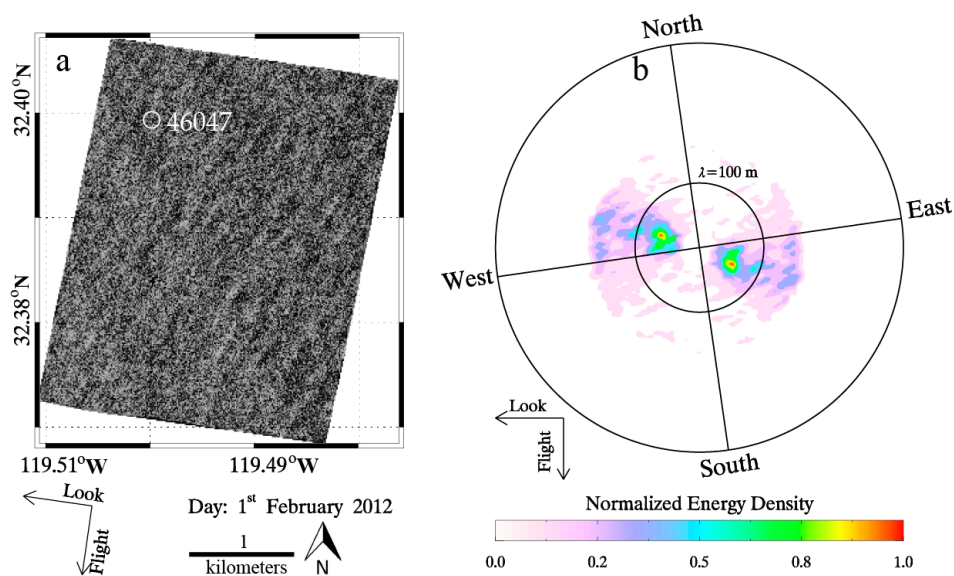 a
46047
32.40°N
32.38°N
119.51°W
119.49°W
Look
Flight
Day: 1st February 2012
1
kilometers
N
b
North
λ=100 m
East
West
South
Look
Flight
Normalized Energy Density
0.0
0.2
0.5
0.8
1.0